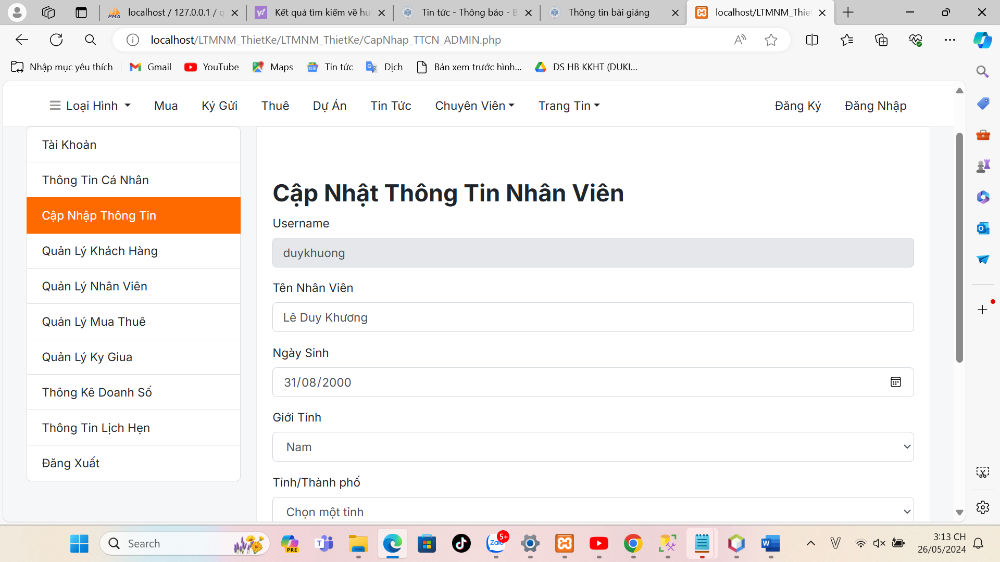 localhost / 127.0.0.1 / q
Kết quả tìm kiếm về hu
Tin tức - Thông báo - B
Thông tin bài giảng
localhost/LTMNM_Thiet
localhost/LTMNM_ThietKe/LTMNM_ThietKe/CapNhap_TTCN_ADMIN.php
Nhập mục yêu thích
Gmail
YouTube
Maps
Tin tức
Dịch
Bản xem trước hình...
DS HB KKHT (DUKI...
Loại Hình
Mua
Ký Gửi
Thuê
Dự Án
Tin Tức
Chuyên Viên
Trang Tin
Đăng Ký
Đăng Nhập
Tài Khoản
Thông Tin Cá Nhân
Cập Nhập Thông Tin
Quản Lý Khách Hàng
Quản Lý Nhân Viên
Quản Lý Mua Thuê
Quản Lý Ky Giua
Thông Kê Doanh Số
Thông Tin Lịch Hẹn
Đăng Xuất
Cập Nhật Thông Tin Nhân Viên
Username
duykhuong
Tên Nhân Viên
Lê Duy Khương
Ngày Sinh
31/08/2000
Giới Tính
Nam
Tỉnh/Thành phố
Chọn một tỉnh
Search
PRE
Zalo
5+
3:13 CH
26/05/2024